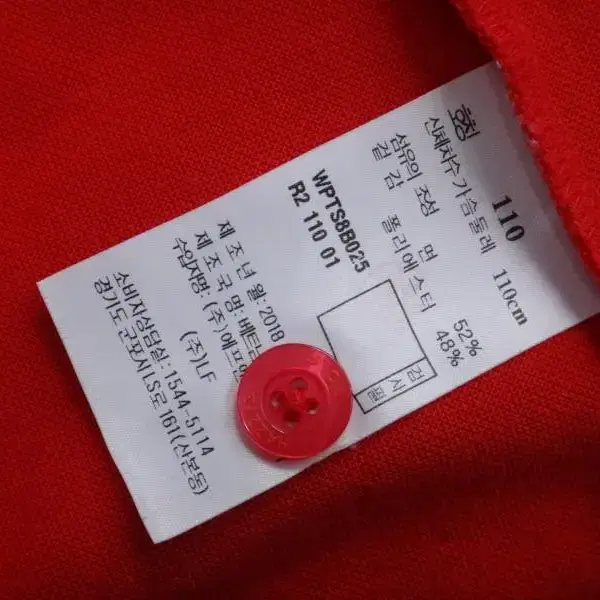 호칭 110
신체치수 가슴둘레 110cm
섬유의 조성
겉감 면 52%
폴리에스터 48%
검사필
WPTS8B025
R2 110 01
제 조 년 월: 2018
제 조 국 명: 베트
수입자명: (주)에프
(주)LF
소비자상담실: 1544-5114
경기도 군포시 LS로 161(산본동)